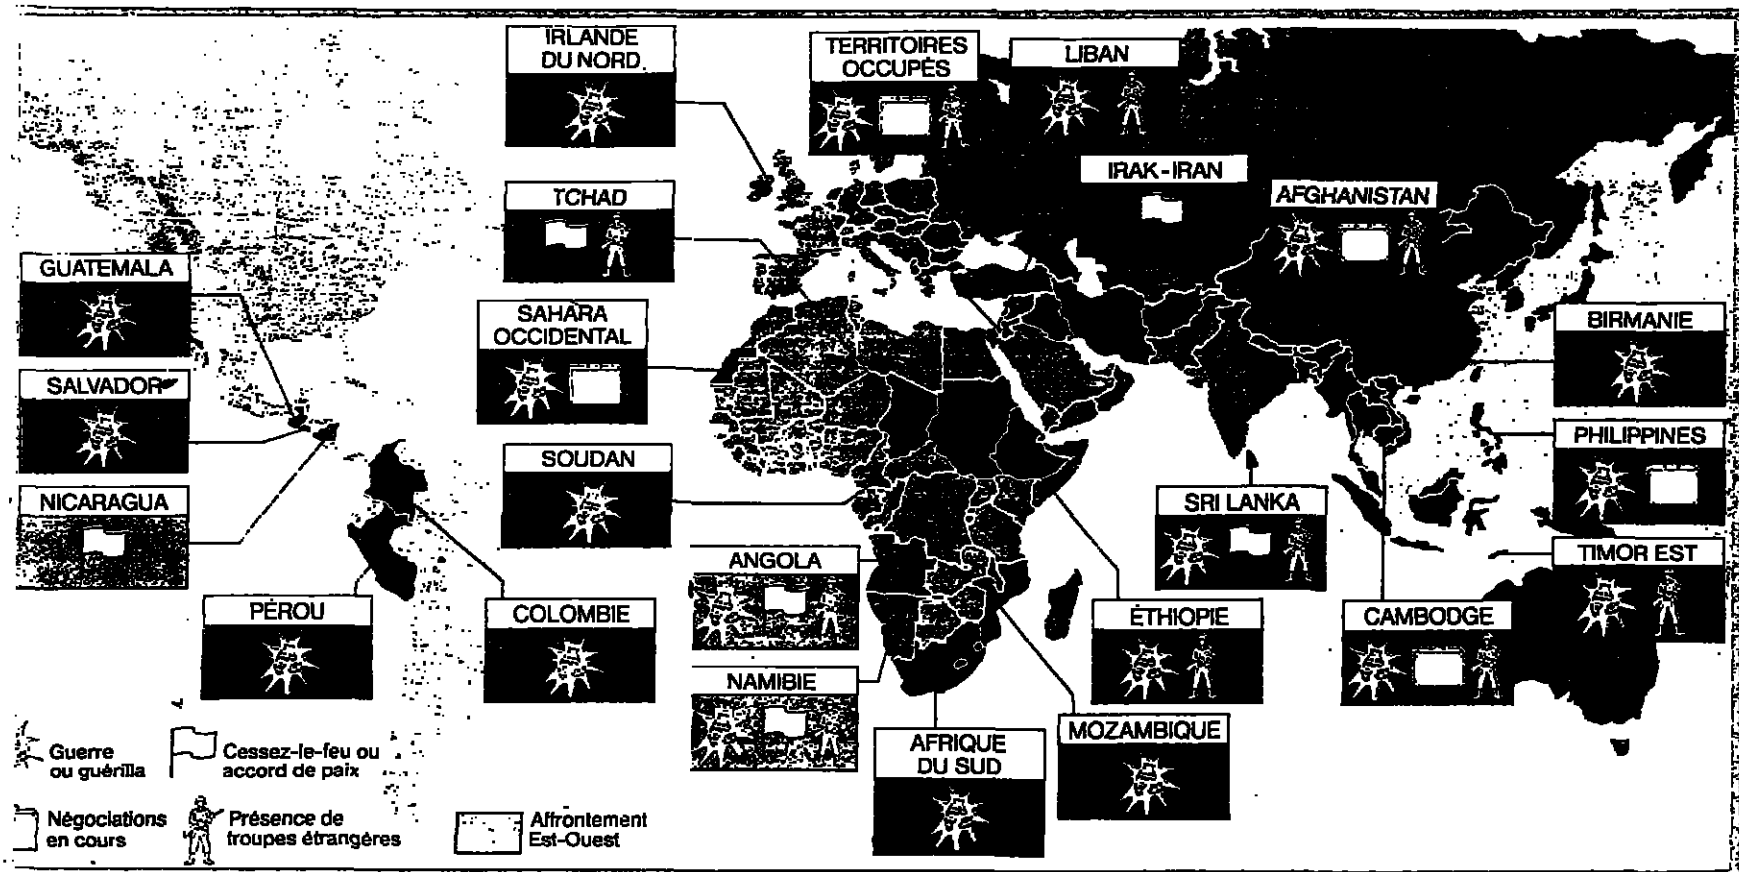 IRLANDE
DU NORD
TERRITOIRES
OCCUPÉS
LIBAN
TCHAD
IRAK-IRAN
AFGHANISTAN
GUATEMALA
SAHARA
OCCIDENTAL
BIRMANIE
SALVADOR
PHILIPPINES
SOUDAN
NICARAGUA
SRI LANKA
TIMOR EST
ANGOLA
PÉROU
COLOMBIE
ÉTHIOPIE
CAMBODGE
NAMIBIE
MOZAMBIQUE
AFRIQUE
DU SUD
Guerre
ou guérilla
Cessez-le-feu ou
accord de paix
Négociations
en cours
Présence de
troupes étrangères
Affrontement
Est-Ouest